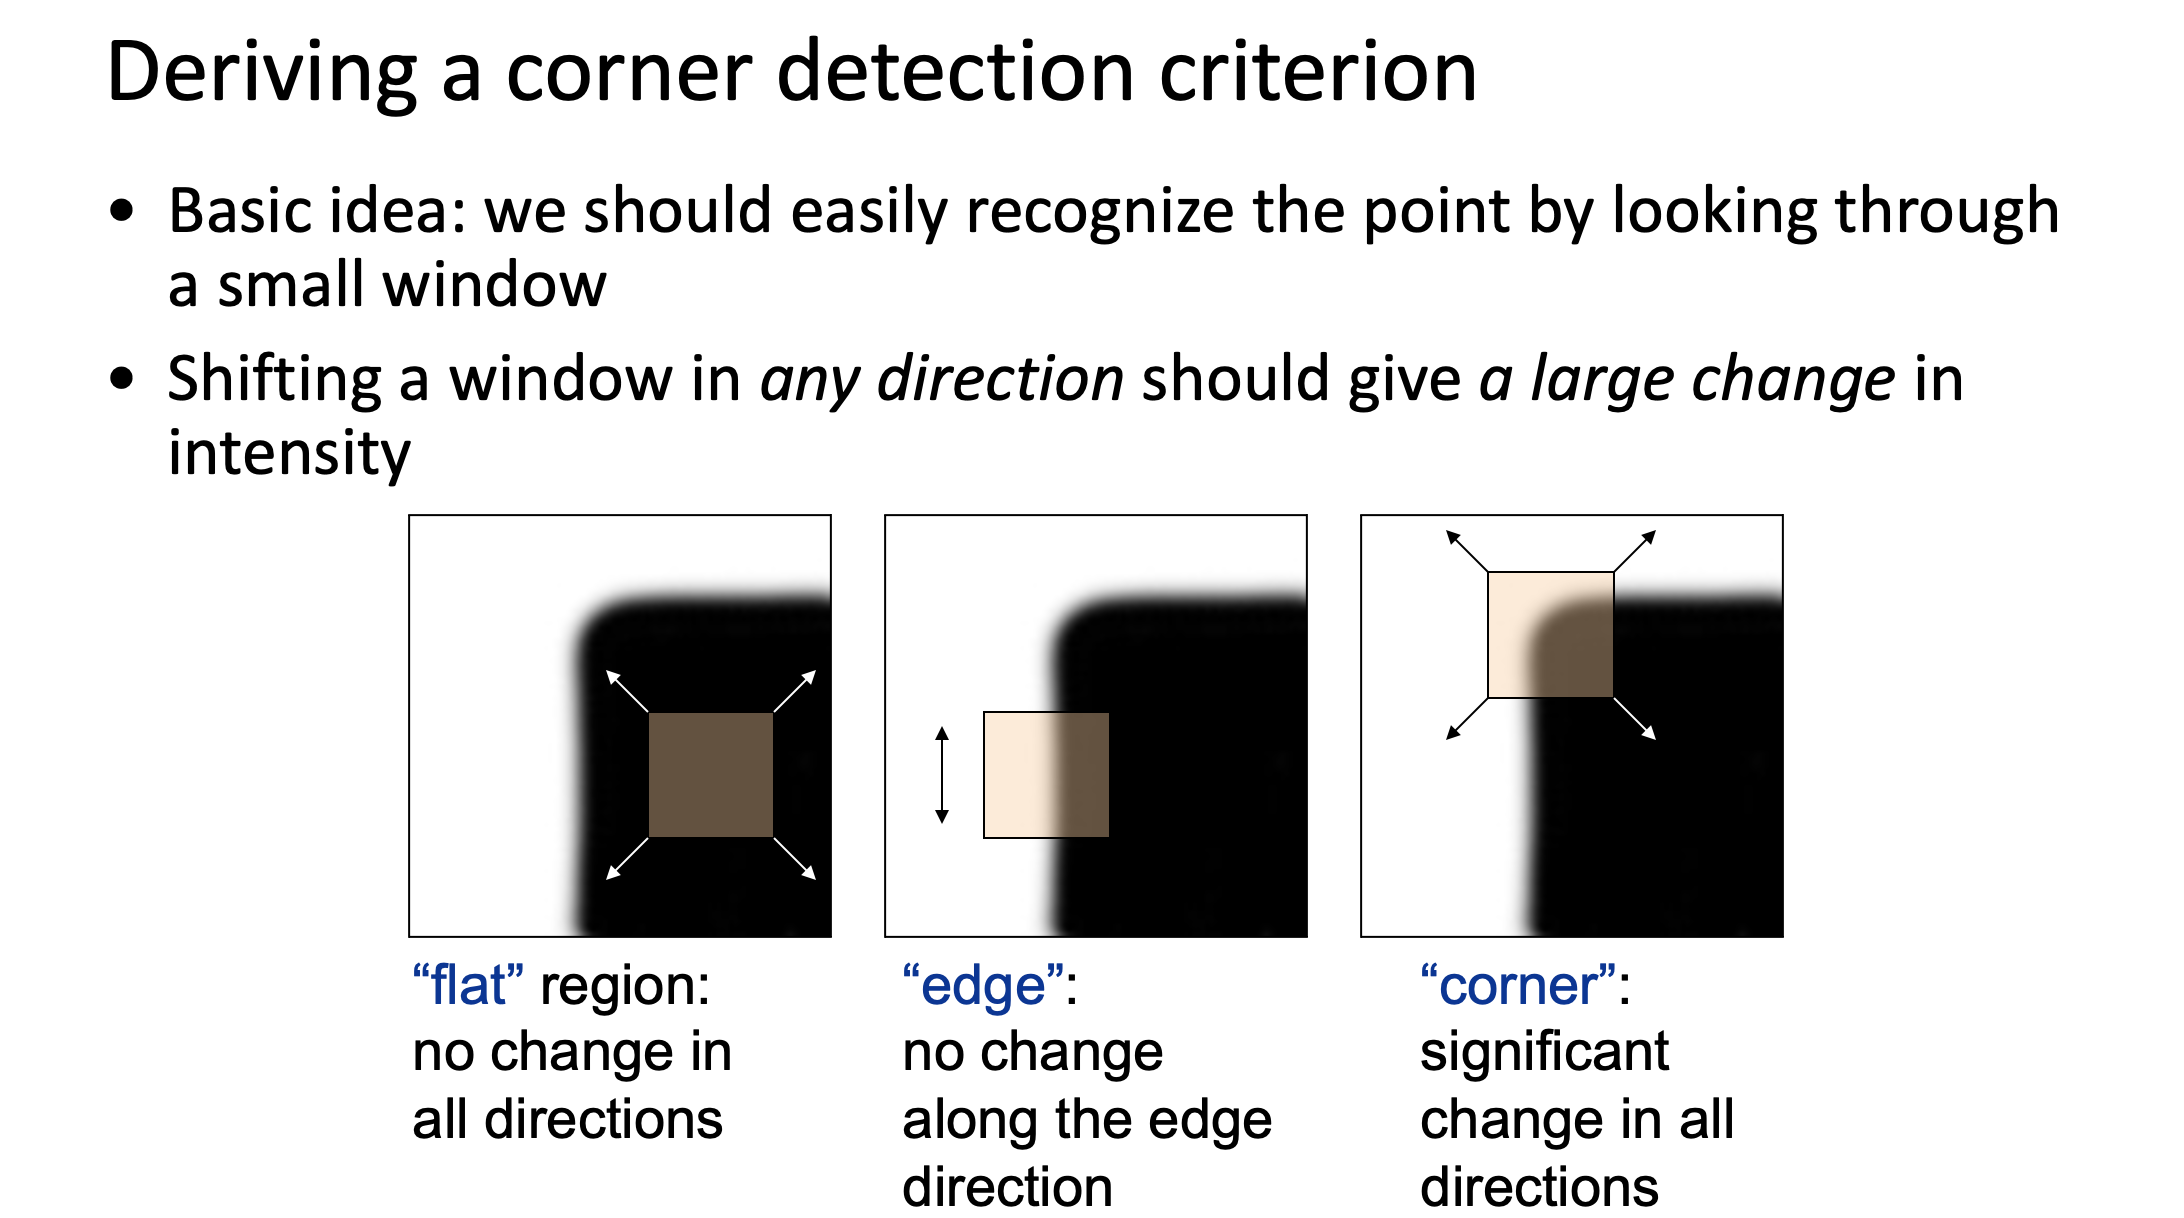 Deriving a corner detection criterion
• Basic idea: we should easily recognize the point by looking through
a small window
• Shifting a window in any direction should give a large change in
intensity
“flat” region:
no change in
all directions
“edge”:
no change
along the edge
direction
“corner”:
significant
change in all
directions